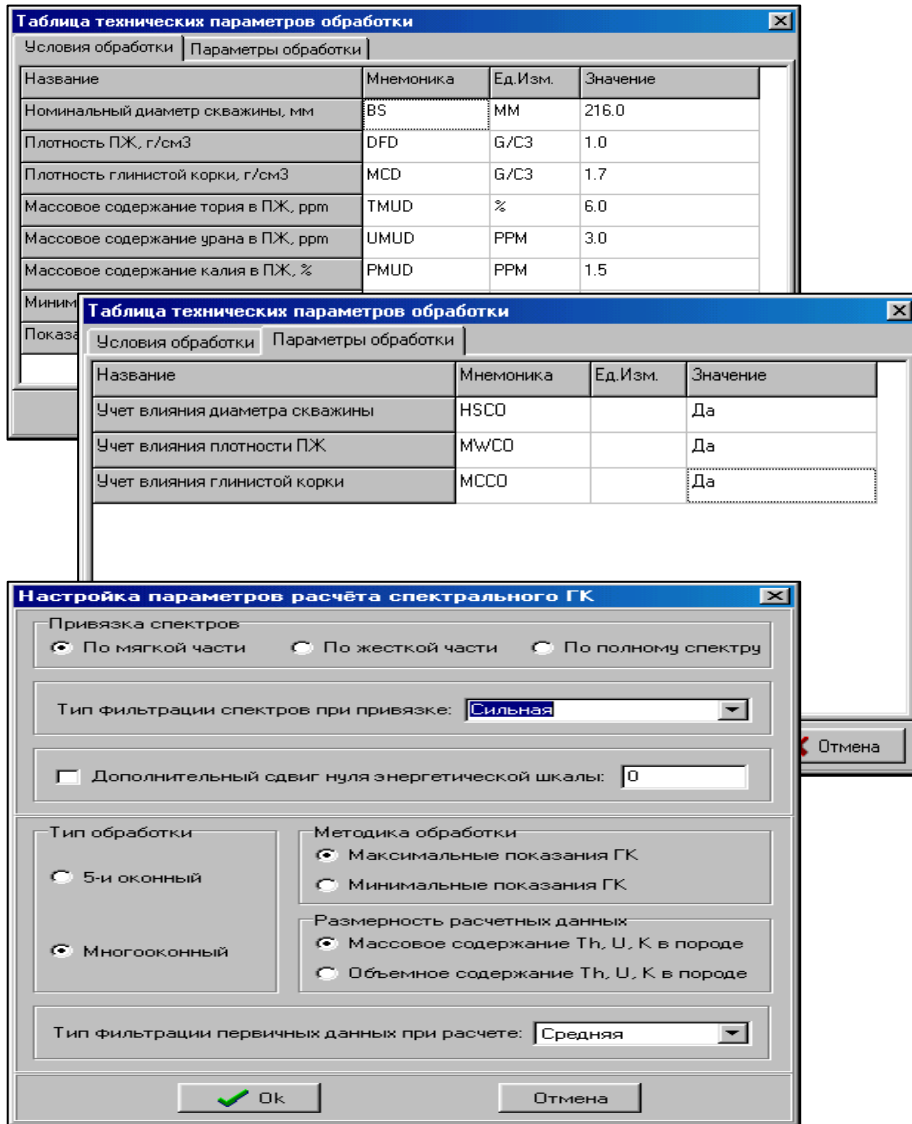 Таблица технических параметров обработки
Условия обработки Параметры обработки
Название Мнемоника Ед.Изм. Значение
Номинальный диаметр скважины, мм BS MM 216.0
Плотность ПЖ, г/см3 DFD G/C3 1.0
Плотность глинистой корки, г/см3 MCD G/C3 1.7
Массовое содержание тория в ПЖ, ppm TMUD % 6.0
Массовое содержание урана в ПЖ, ppm UMUD PPM 3.0
Массовое содержание калия в ПЖ, % PMUD PPM 1.5
Миним
Показа
Таблица технических параметров обработки
Условия обработки Параметры обработки
Название Мнемоника Ед.Изм. Значение
Учет влияния диаметра скважины HSCO Да
Учет влияния плотности ПЖ MWCO Да
Учет влияния глинистой корки MCCO Да
Отмена
Настройка параметров расчёта спектрального ГК
Привязка спектров
По мягкой части По жесткой части По полному спектру
Тип фильтрации спектров при привязке: Сильная
Дополнительный сдвиг нуля энергетической шкалы: 0
Тип обработки
5-и оконный
Многооконный
Методика обработки
Максимальные показания ГК
Минимальные показания ГК
Размерность расчетных данных
Массовое содержание Th, U, K в породе
Объемное содержание Th, U, K в породе
Тип фильтрации первичных данных при расчете: Средняя
Ok Отмена